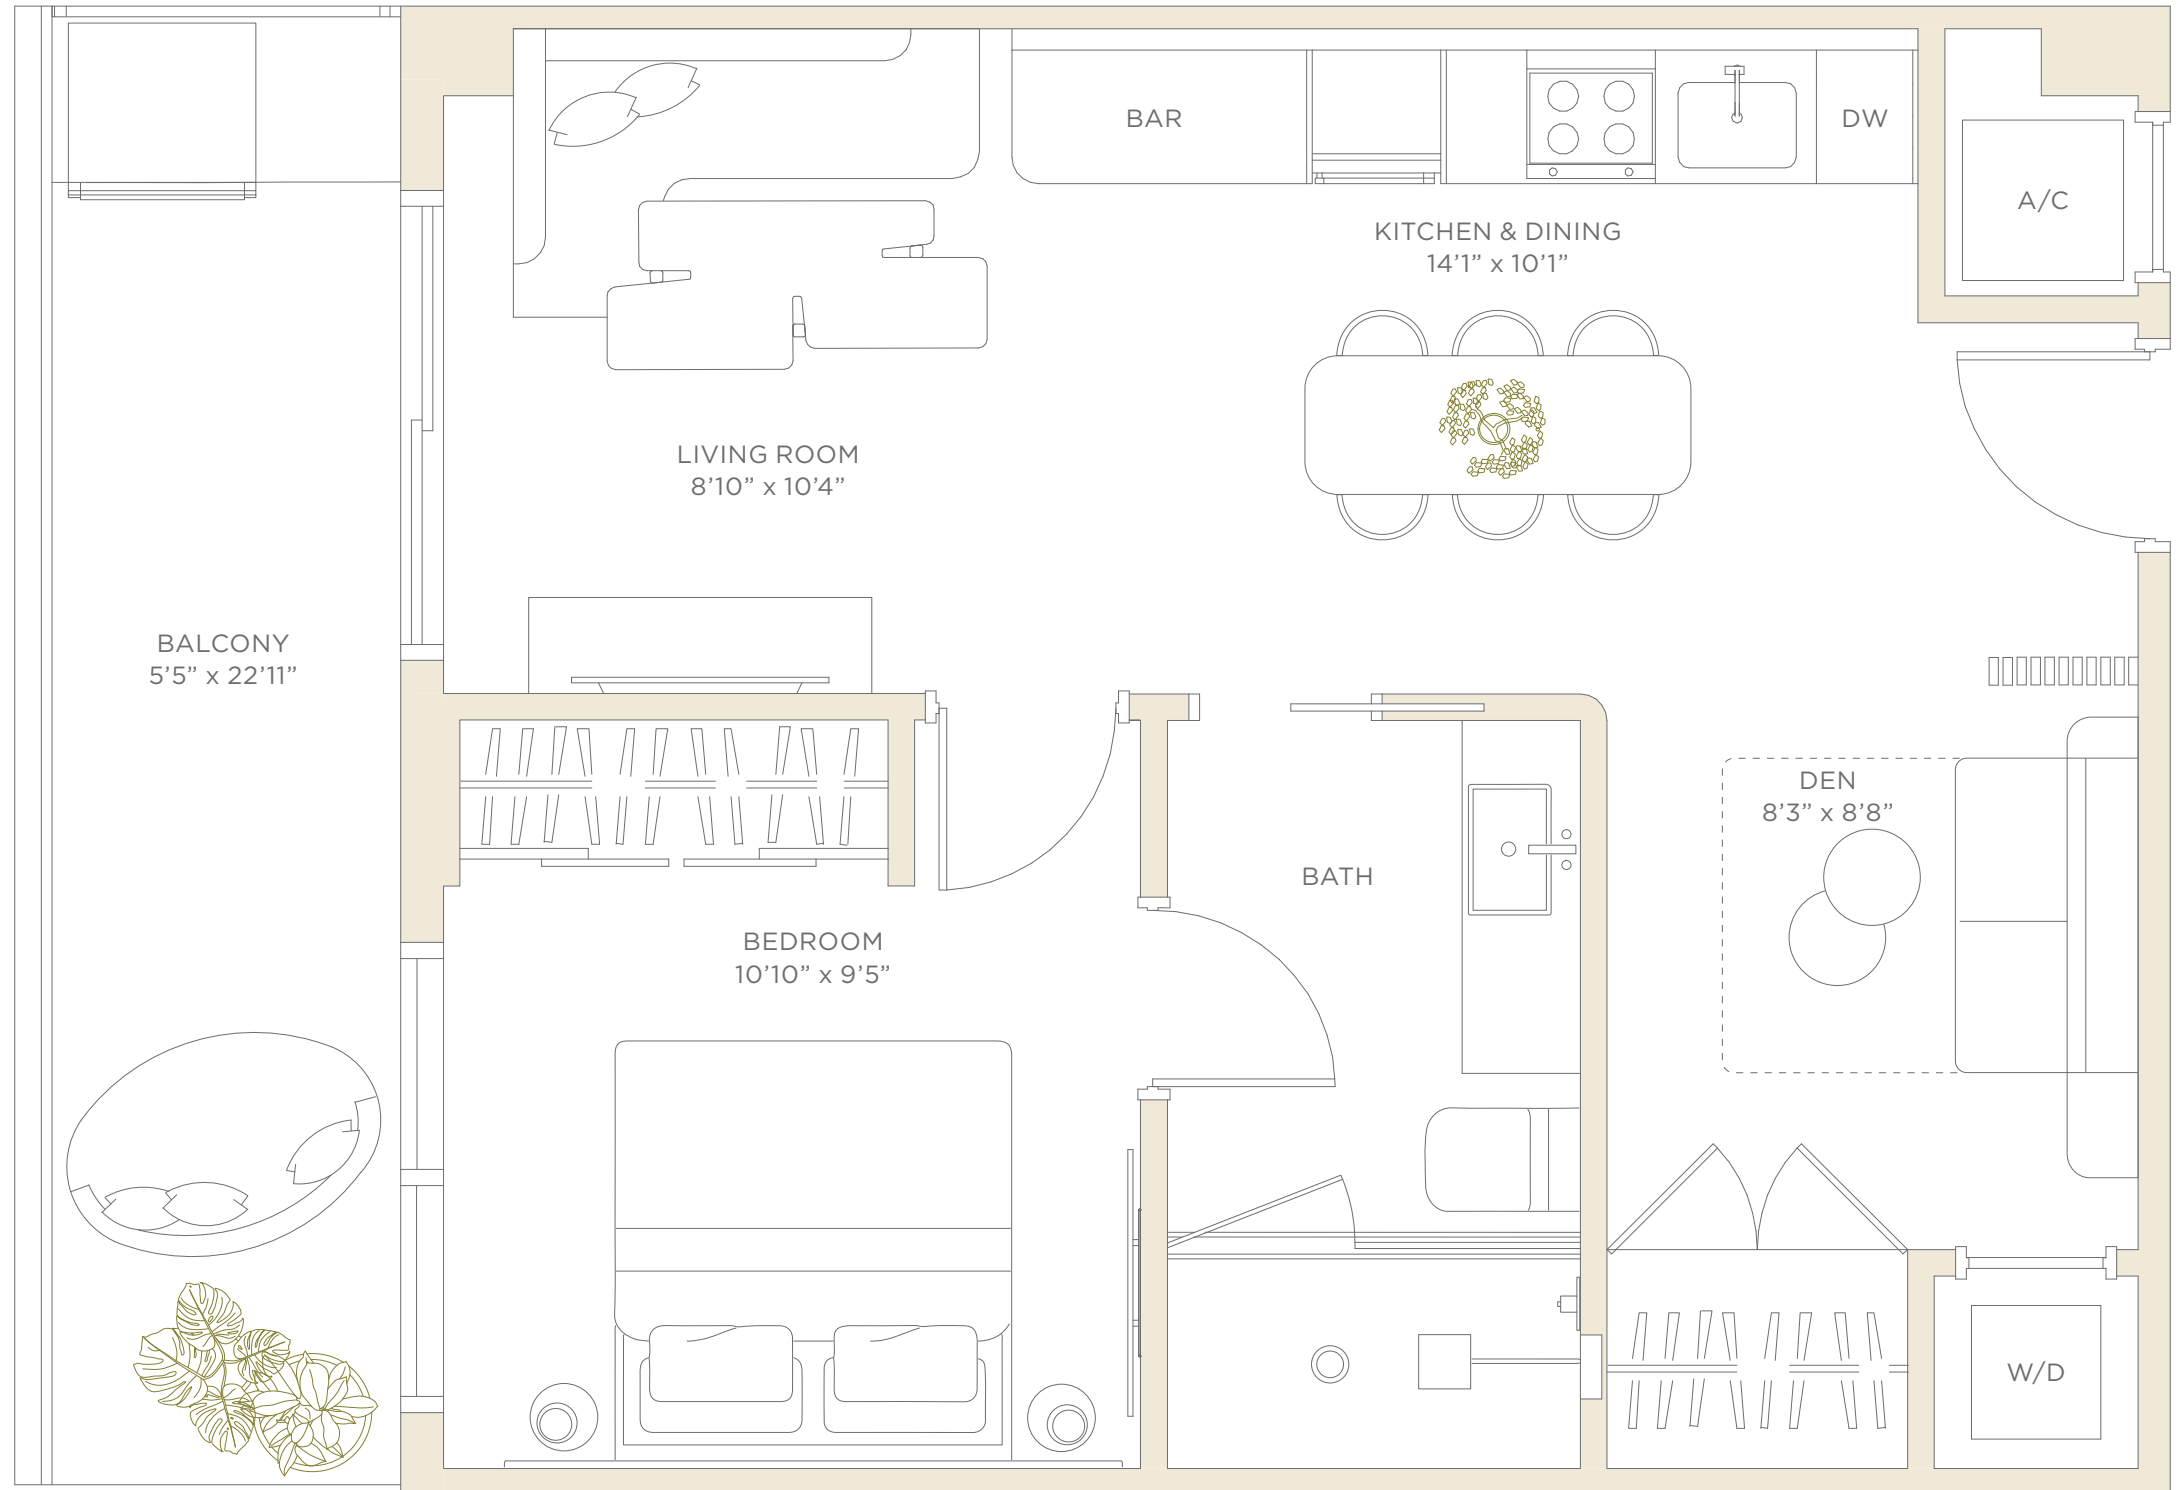 BAR
DW
A/C
KITCHEN & DINING
14’1” x 10’1”
LIVING ROOM
8’10” x 10’4”
BALCONY
5’5” x 22’11”
DEN
8’3” x 8’8”
BATH
BEDROOM
10’10” x 9’5”
W/D